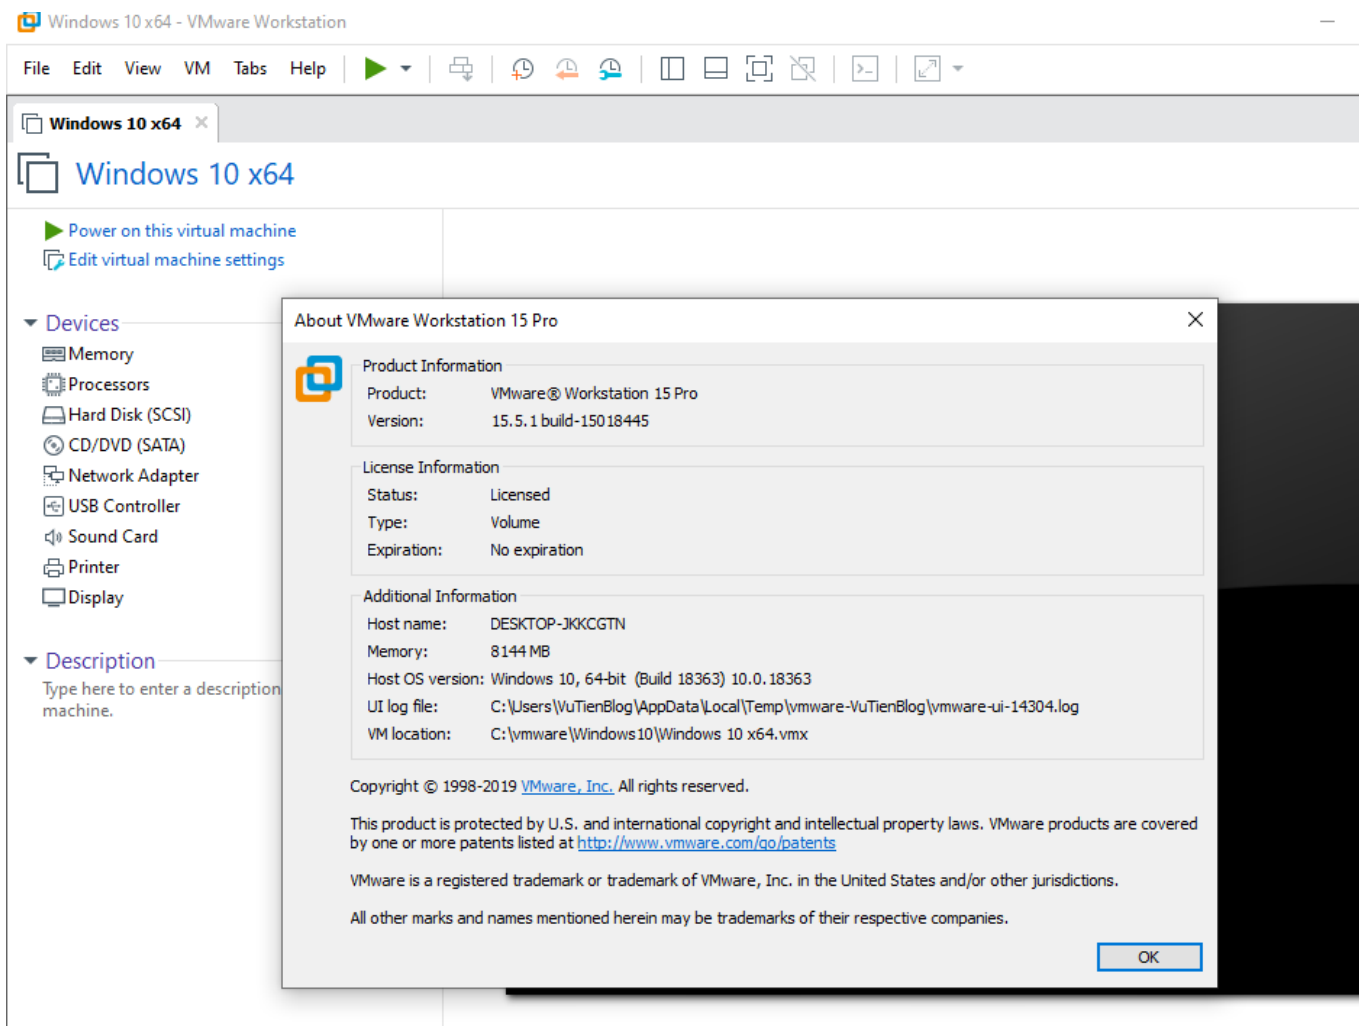 Windows 10 x64 - VMware Workstation
File Edit View VM Tabs Help
Windows 10 x64
Windows 10 x64
Power on this virtual machine
Edit virtual machine settings
Devices
Memory
Processors
Hard Disk (SCSI)
CD/DVD (SATA)
Network Adapter
USB Controller
Sound Card
Printer
Display
Description
Type here to enter a description
machine.
About VMware Workstation 15 Pro
Product Information
Product: VMware® Workstation 15 Pro
Version: 15.5.1 build-15018445
License Information
Status: Licensed
Type: Volume
Expiration: No expiration
Additional Information
Host name: DESKTOP-JKKCGTN
Memory: 8144 MB
Host OS version: Windows 10, 64-bit (Build 18363) 10.0.18363
UI log file: C:\Users\VuTienBlog\AppData\Local\Temp\vmware-VuTienBlog\vmware-ui-14304.log
VM location: C:\vmware\Windows10\Windows 10 x64.vmx
Copyright © 1998-2019 VMware, Inc. All rights reserved.
This product is protected by U.S. and international copyright and intellectual property laws. VMware products are covered
by one or more patents listed at http://www.vmware.com/go/patents
VMware is a registered trademark or trademark of VMware, Inc. in the United States and/or other jurisdictions.
All other marks and names mentioned herein may be trademarks of their respective companies.
OK